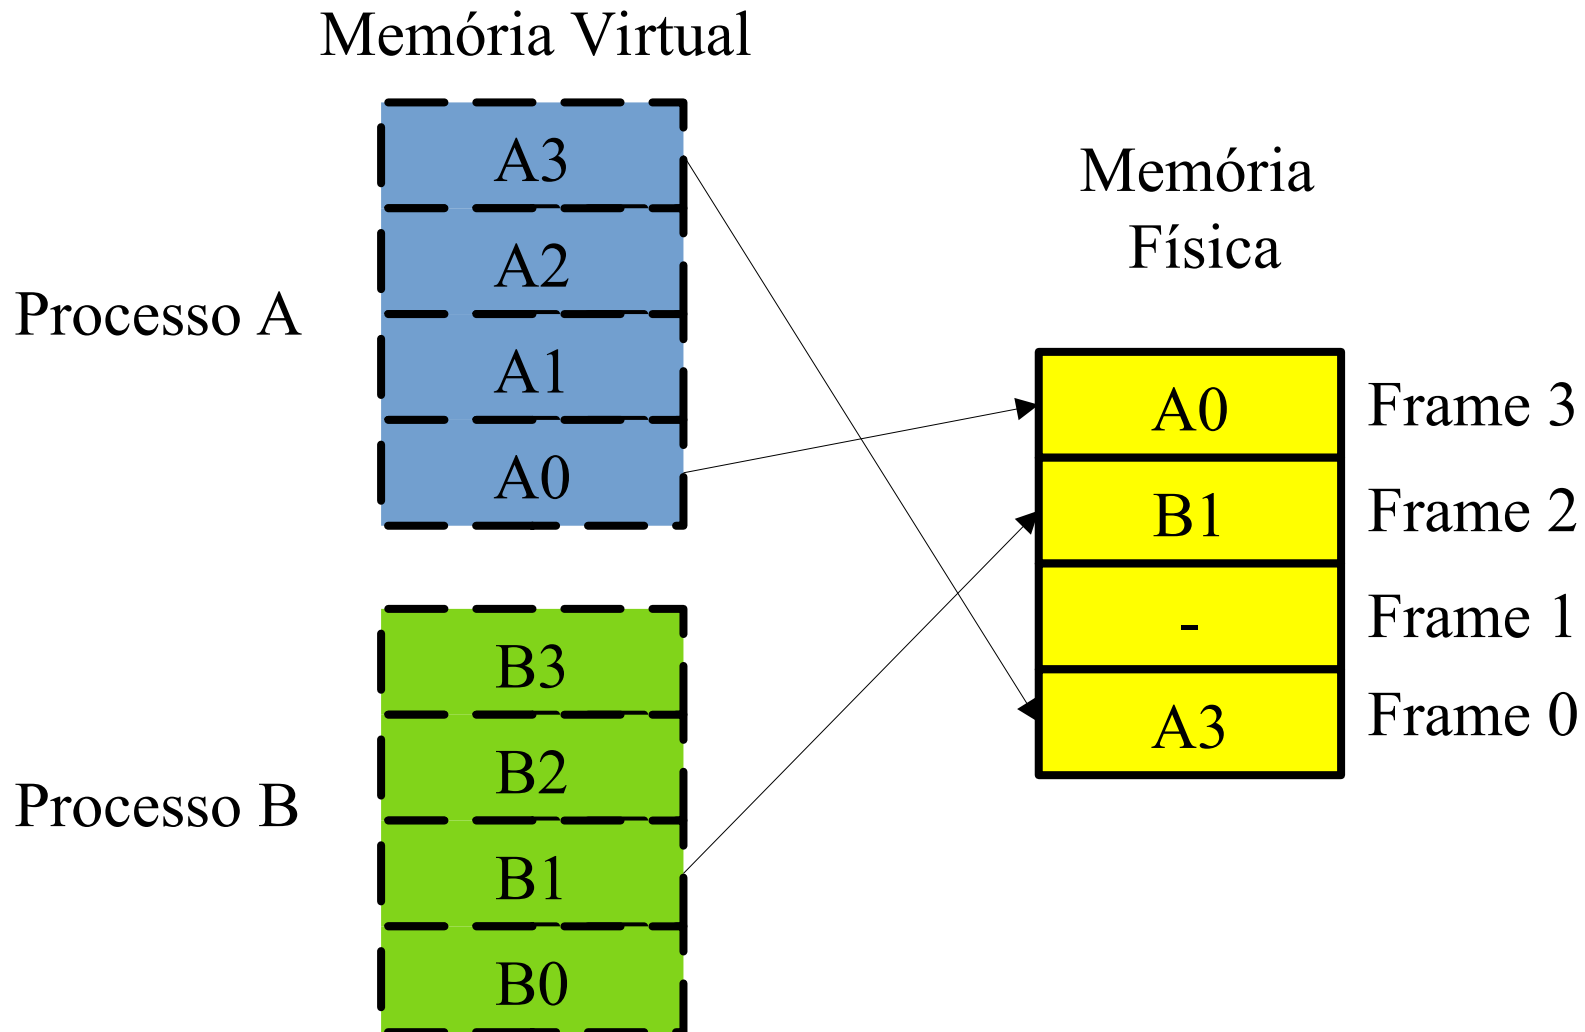 Memória Virtual
Processo A
A3
A2
A1
A0
Processo B
B3
B2
B1
B0
Memória
Física
A0
Frame 3
B1
Frame 2
-
Frame 1
A3
Frame 0